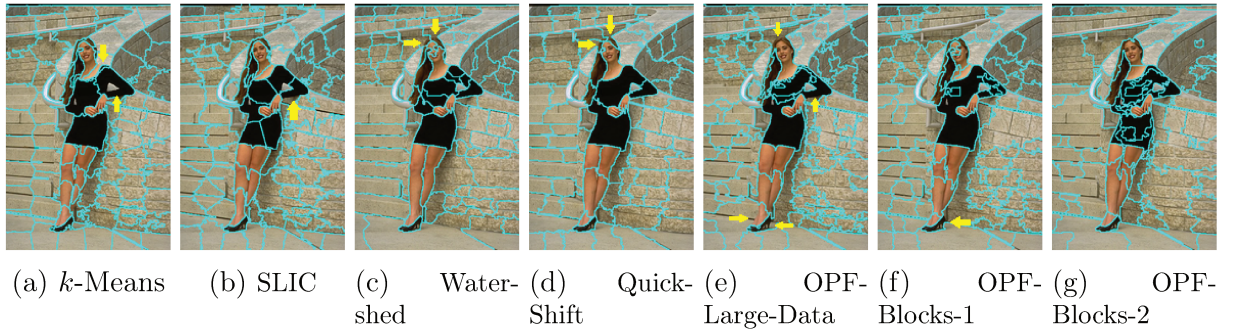 (a) k-Means
(b) SLIC
(c) Water-
shed
(d) Quick-
Shift
(e) OPF-
Large-Data
(f) OPF-
Blocks-1
(g) OPF-
Blocks-2